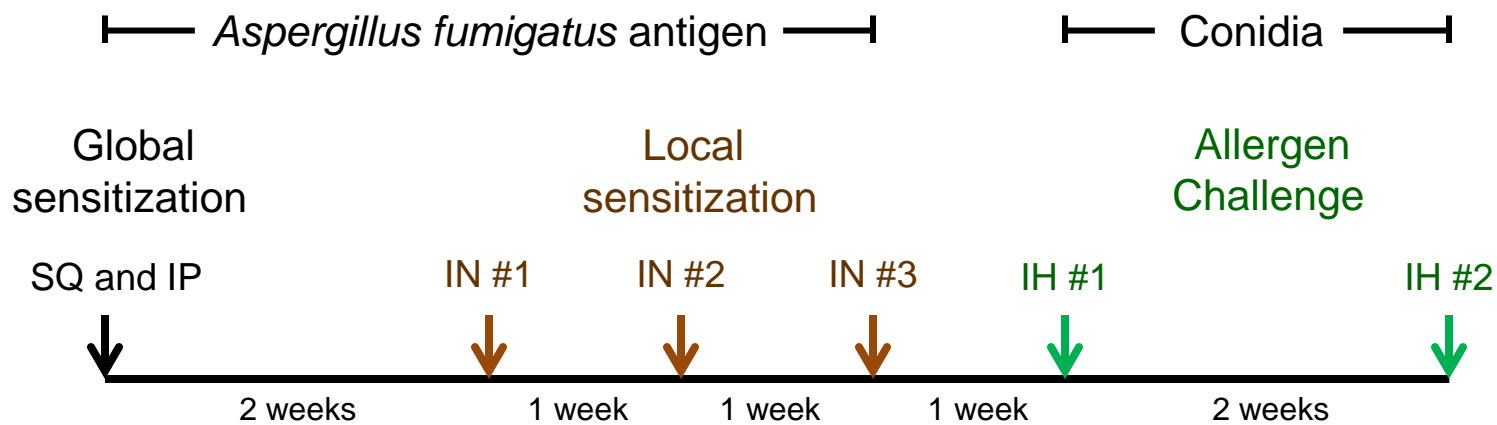 Aspergillus fumigatus antigen
Conidia
Global
sensitization
Local
sensitization
Allergen
Challenge
SQ and IP
IN #1
IN #2
IN #3
IH #1
IH #2
2 weeks
1 week
1 week
1 week
2 weeks